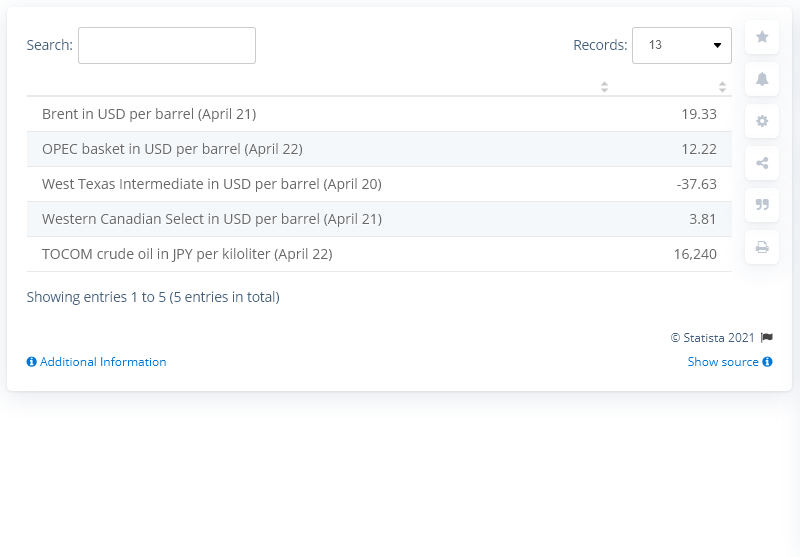 Search:
Records: 13
Brent in USD per barrel (April 21) 19.33
OPEC basket in USD per barrel (April 22) 12.22
West Texas Intermediate in USD per barrel (April 20) -37.63
Western Canadian Select in USD per barrel (April 21) 3.81
TOCOM crude oil in JPY per kiloliter (April 22) 16,240
Showing entries 1 to 5 (5 entries in total)
© Statista 2021
Additional Information
Show source